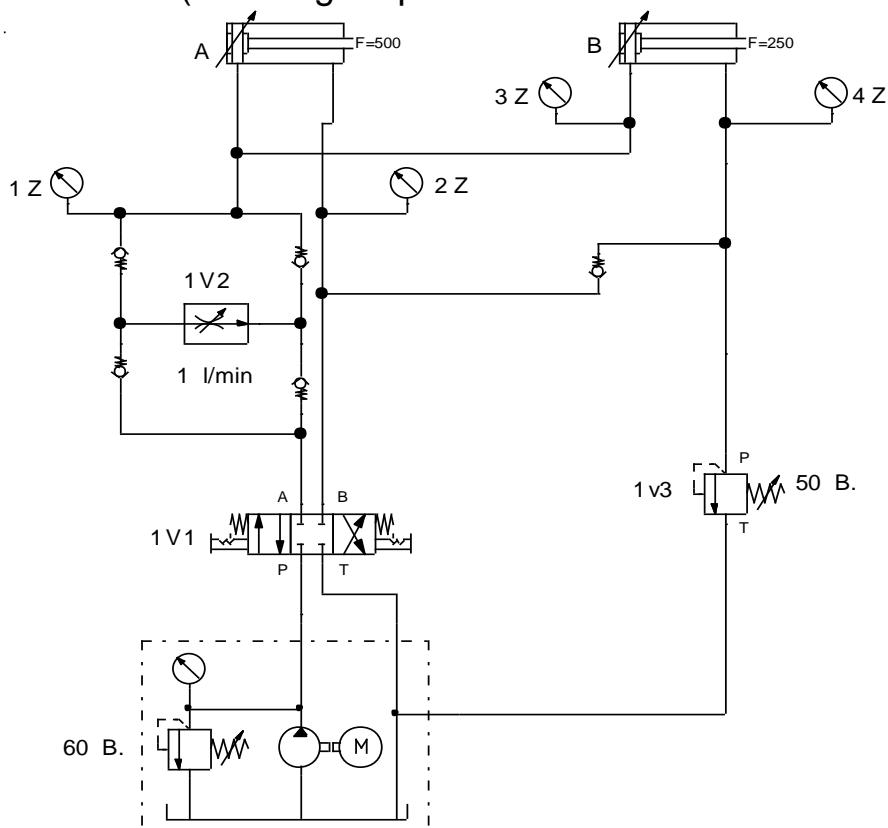 A
F=500
B
F=250
3 Z
4 Z
1 Z
2 Z
1V2
1 l/min
A
B
P
1v3
50 B.
1V1
T
P
T
60 B.
M